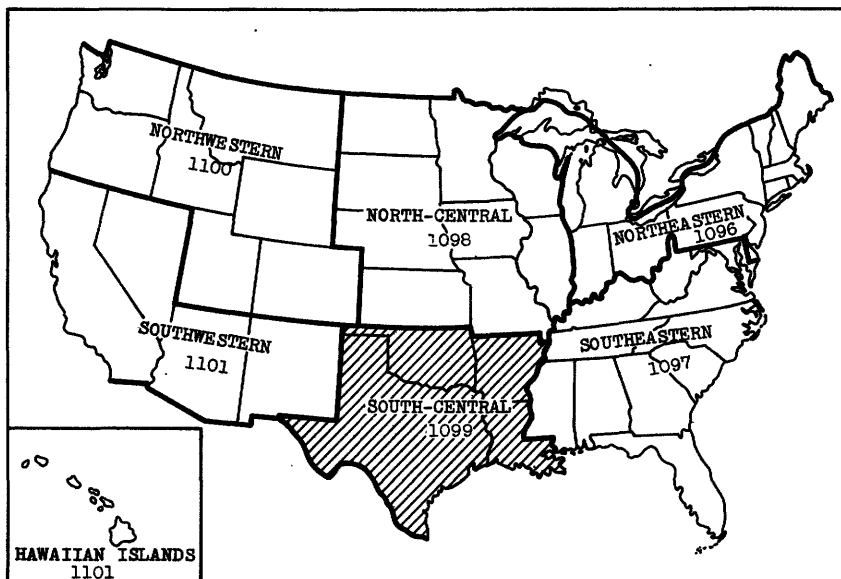 NORTHWESTERN
1100
NORTH-CENTRAL
1098
NORTHEASTERN
1096
SOUTHWESTERN
1101
SOUTHEASTERN
1097
SOUTH-CENTRAL
1099
HAWAIIAN ISLANDS
1101